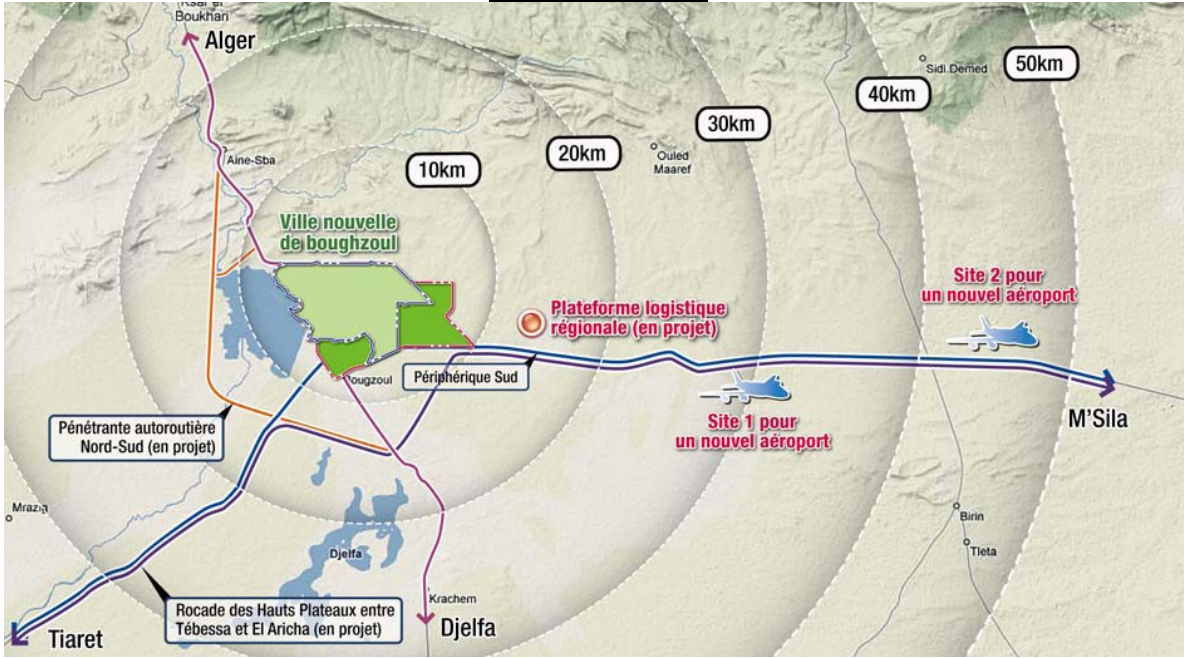 Ksar el
Boukhari
Alger
Sidi Demed
50km
40km
30km
20km
10km
Aine-Sba
Ouled
Maaref
Ville nouvelle
de boughzoul
Site 2 pour
un nouvel aéroport
Plateforme logistique
régionale (en projet)
Périphérique Sud
ougzoul
Site 1 pour
un nouvel aéroport
M'Sila
Pénétrante autoroutière
Nord-Sud (en projet)
Mrazig
Birin
Tleta
Djelfa
Krachem
Rocade des Hauts Plateaux entre
Tébessa et El Aricha (en projet)
Djelfa
Tiaret